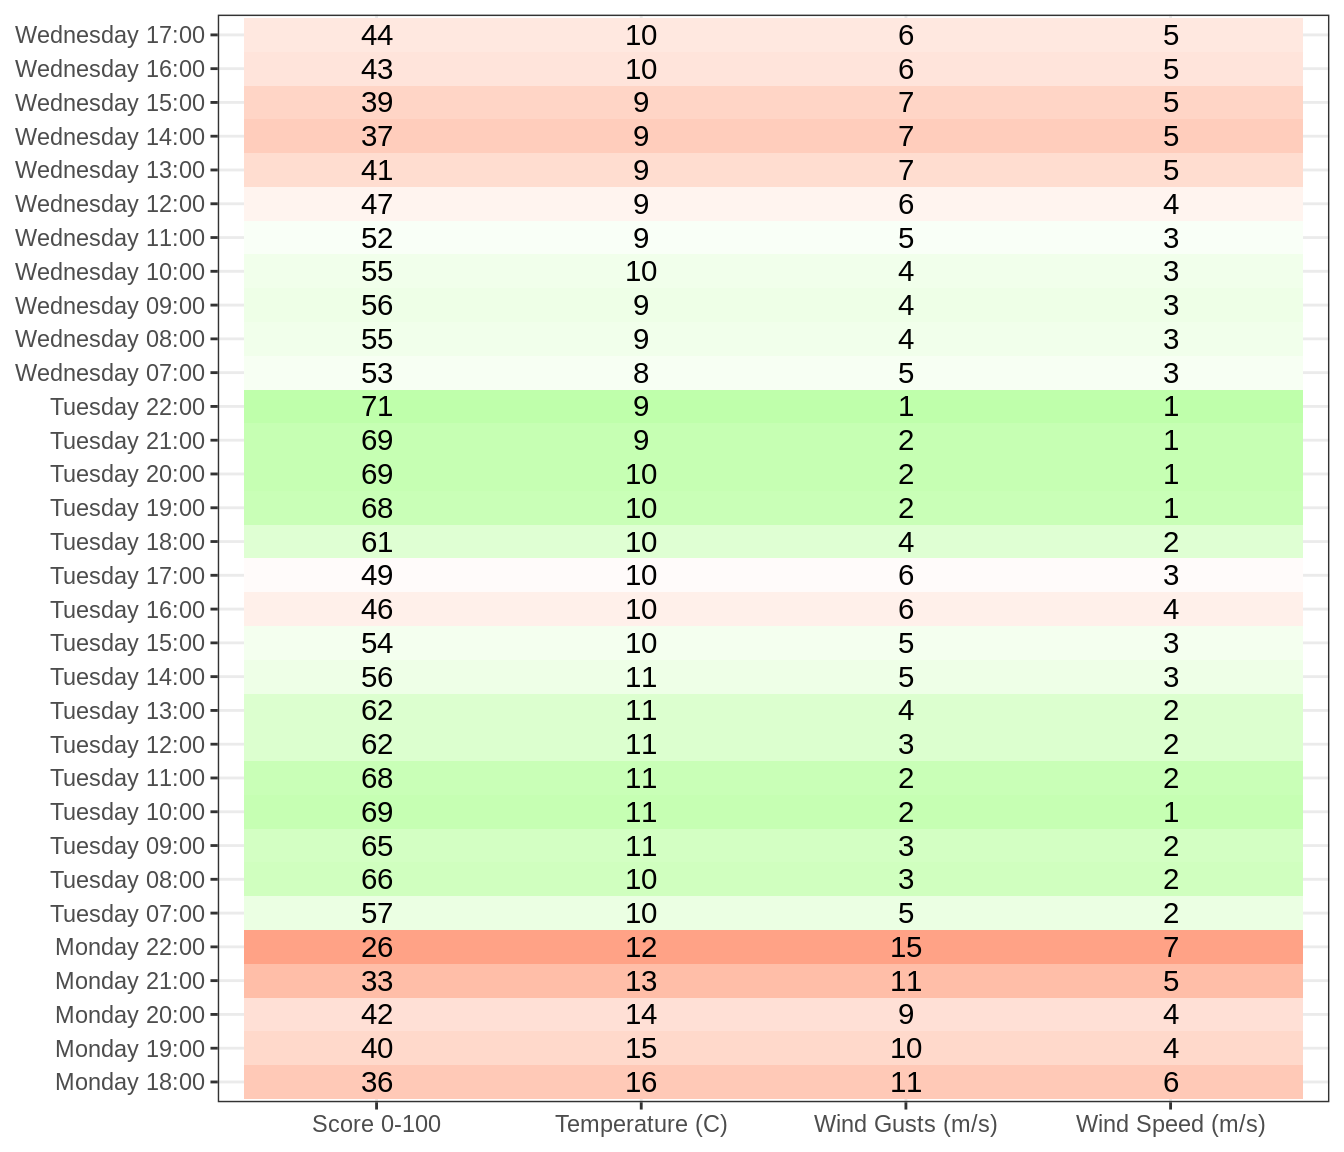 Wednesday 17:00 44 10 6 5
Wednesday 16:00 43 10 6 5
Wednesday 15:00 39 9 7 5
Wednesday 14:00 37 9 7 5
Wednesday 13:00 41 9 7 5
Wednesday 12:00 47 9 6 4
Wednesday 11:00 52 9 5 3
Wednesday 10:00 55 10 4 3
Wednesday 09:00 56 9 4 3
Wednesday 08:00 55 9 4 3
Wednesday 07:00 53 8 5 3
Tuesday 22:00 71 9 1 1
Tuesday 21:00 69 9 2 1
Tuesday 20:00 69 10 2 1
Tuesday 19:00 68 10 2 1
Tuesday 18:00 61 10 4 2
Tuesday 17:00 49 10 6 3
Tuesday 16:00 46 10 6 4
Tuesday 15:00 54 10 5 3
Tuesday 14:00 56 11 5 3
Tuesday 13:00 62 11 4 2
Tuesday 12:00 62 11 3 2
Tuesday 11:00 68 11 2 2
Tuesday 10:00 69 11 2 1
Tuesday 09:00 65 11 3 2
Tuesday 08:00 66 10 3 2
Tuesday 07:00 57 10 5 2
Monday 22:00 26 12 15 7
Monday 21:00 33 13 11 5
Monday 20:00 42 14 9 4
Monday 19:00 40 15 10 4
Monday 18:00 36 16 11 6
Score 0-100 Temperature (C) Wind Gusts (m/s) Wind Speed (m/s)